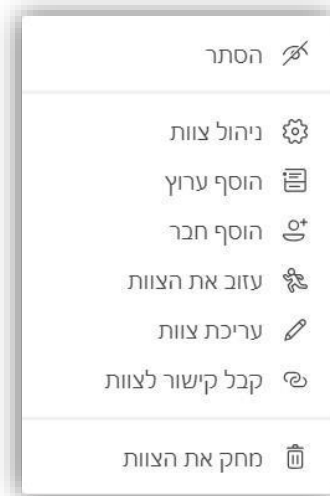 הסתר
ניהול צוות
הוסף ערוץ
הוסף חבר
עזוב את הצוות
עריכת צוות
קבל קישור לצוות
מחק את הצוות